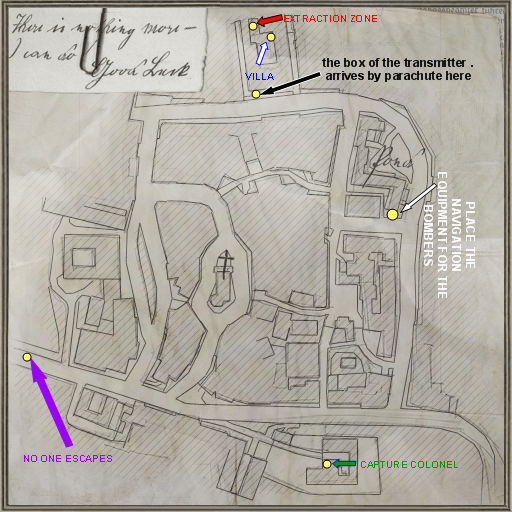 There is nothing more -
I can do
Good Luck
EXTRACTION ZONE
VILLA
the box of the transmitter .
arrives by parachute here
PLACE THE
NAVIGATION
EQUIPMENT FOR THE
BOMBERS
NO ONE ESCAPES
CAPTURE COLONEL